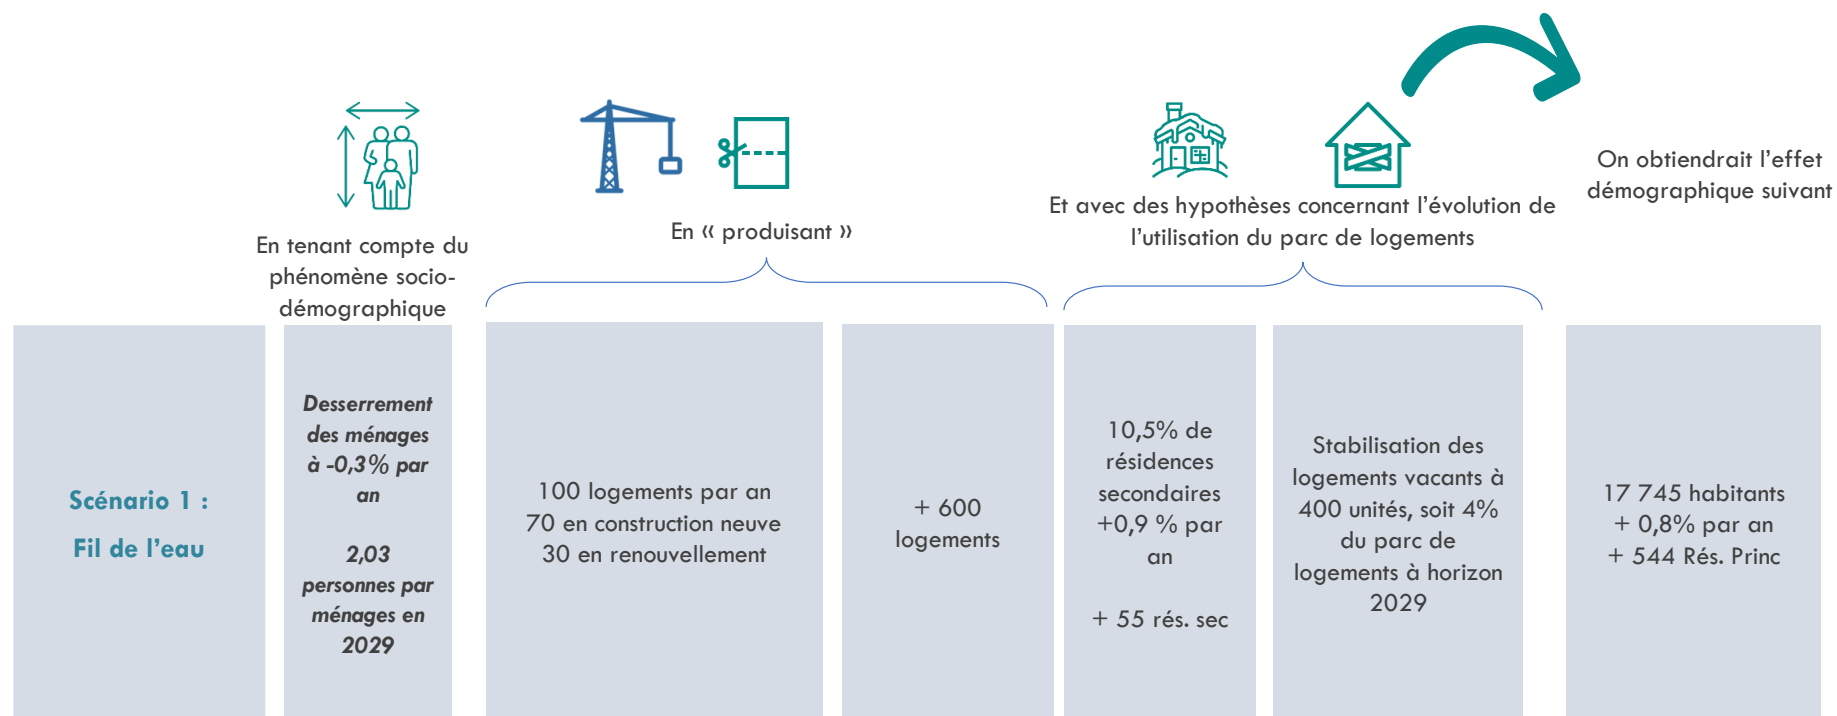 En tenant compte du
phénomène socio-
démographique
En « produisant »
Et avec des hypothèses concernant l'évolution de
l'utilisation du parc de logements
On obtiendrait l'effet
démographique suivant
Scénario 1 :
Fil de l'eau
Desserrement
des ménages
à -0,3% par
an
2,03
personnes par
ménages en
2029
100 logements par an
70 en construction neuve
30 en renouvellement
+ 600
logements
10,5% de
résidences
secondaires
+0,9 % par
an
+ 55 rés. sec
Stabilisation des
logements vacants à
400 unités, soit 4%
du parc de
logements à horizon
2029
17 745 habitants
+ 0,8% par an
+ 544 Rés. Princ